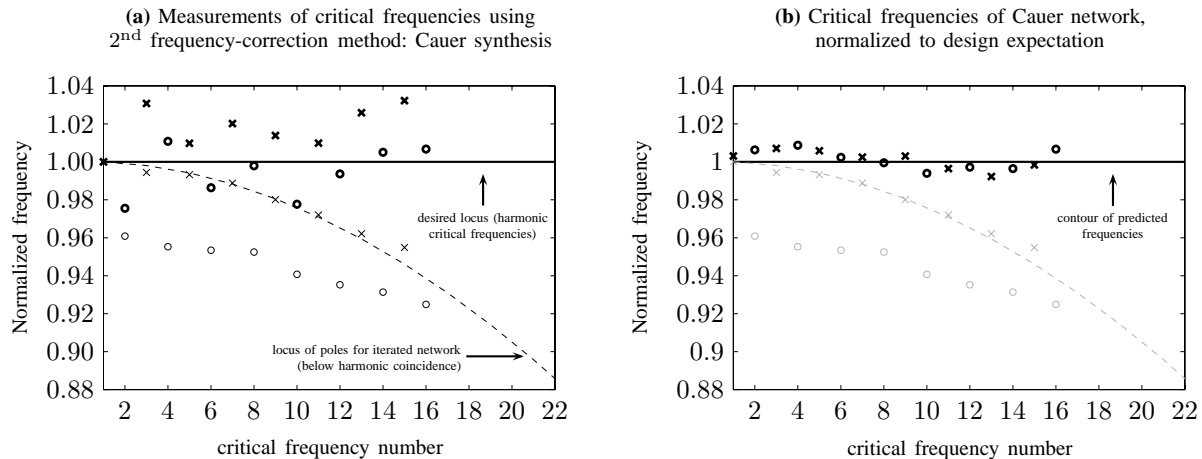 (a) Measurements of critical frequencies using
2nd frequency-correction method: Cauer synthesis
1.04
1.02
1.00
0.98
0.96
0.94
0.92
0.90
0.88
Normalized frequency
desired locus (harmonic
critical frequencies)
locus of poles for iterated network
(below harmonic coincidence)
2 4 6 8 10 12 14 16 18 20 22
critical frequency number
(b) Critical frequencies of Cauer network,
normalized to design expectation
1.04
1.02
1
0.98
0.96
0.94
0.92
0.9
0.88
Normalized frequency
contour of predicted
frequencies
2 4 6 8 10 12 14 16 18 20 22
critical frequency number